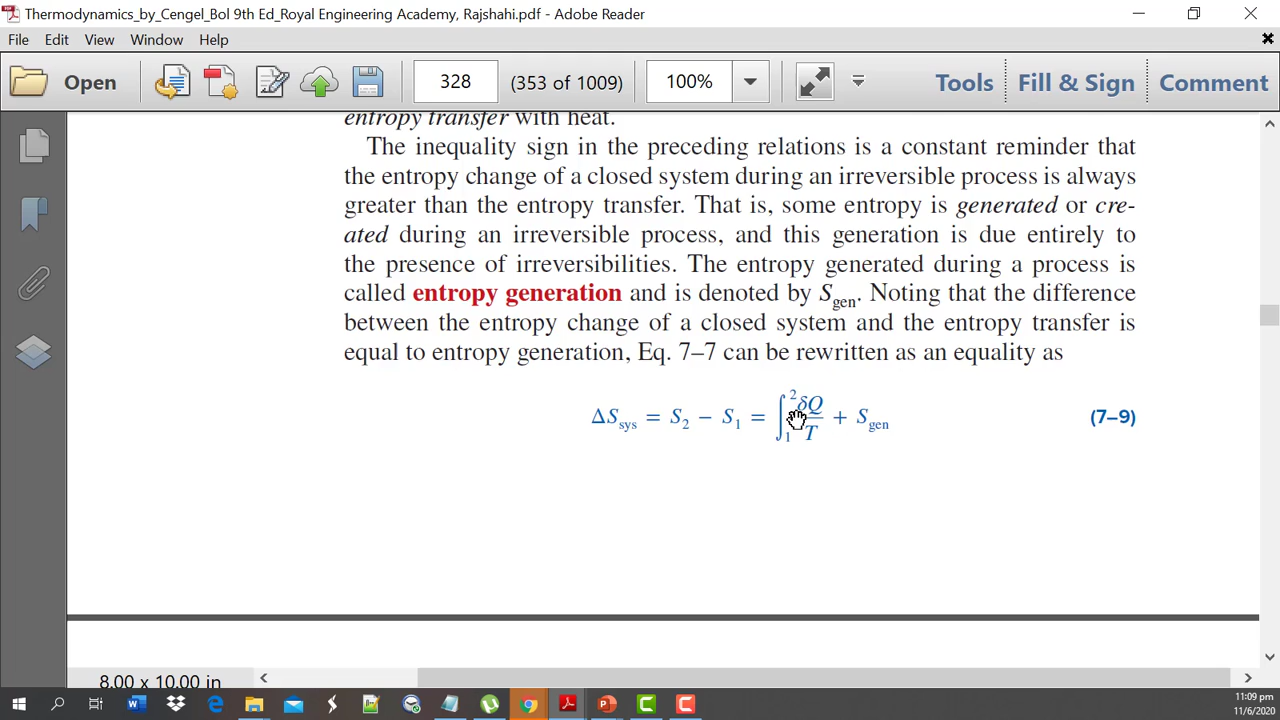 Thermodynamics_by_Cengel_Bol 9th Ed_Royal Engineering Academy, Rajshahi.pdf - Adobe Reader
File Edit View Window Help
Open 328 (353 of 1009) 100% Tools Fill & Sign Comment
entropy transfer with heat.
The inequality sign in the preceding relations is a constant reminder that
the entropy change of a closed system during an irreversible process is always
greater than the entropy transfer. That is, some entropy is generated or cre-
ated during an irreversible process, and this generation is due entirely to
the presence of irreversibilities. The entropy generated during a process is
called entropy generation and is denoted by S_gen. Noting that the difference
between the entropy change of a closed system and the entropy transfer is
equal to entropy generation, Eq. 7–7 can be rewritten as an equality as
ΔS_sys = S_2 − S_1 = ∫_1^2 δQ/T + S_gen (7–9)
8.00 x 10.00 in
11:09 pm
11/6/2020